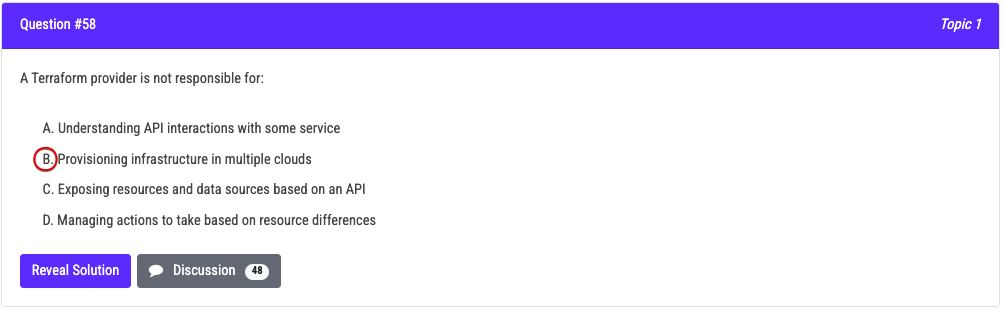 Question #58
Topic 1
A Terraform provider is not responsible for:
A. Understanding API interactions with some service
B. Provisioning infrastructure in multiple clouds
C. Exposing resources and data sources based on an API
D. Managing actions to take based on resource differences
Reveal Solution
Discussion 48